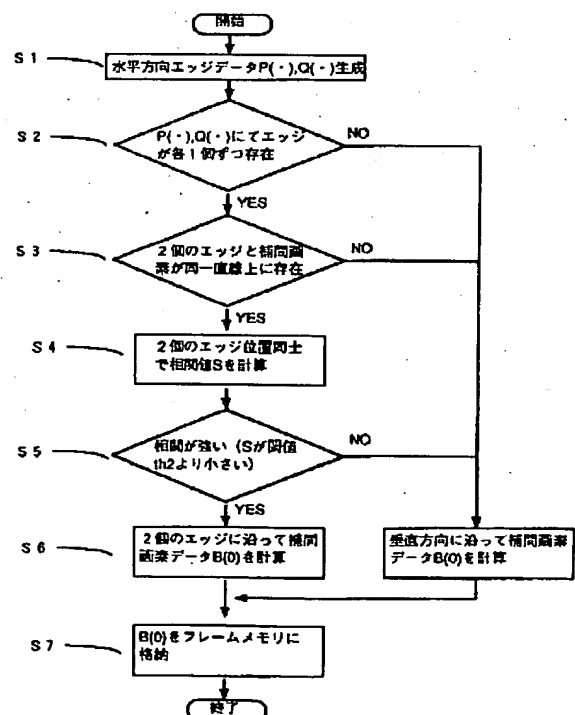 開始
S1
水平方向エッジデータP(・),Q(・)生成
S2
P(・),Q(・)にてエッジ
が各1個ずつ存在
NO
YES
S3
2個のエッジと補間画
素が同一直線上に存在
NO
YES
S4
2個のエッジ位置同士
で相関値Sを計算
S5
相関が強い(Sが閾値
th2より小さい)
NO
YES
S6
2個のエッジに沿って補間
画素データB(0)を計算
垂直方向に沿って補間画素
データB(0)を計算
S7
B(0)をフレームメモリに
格納
終了